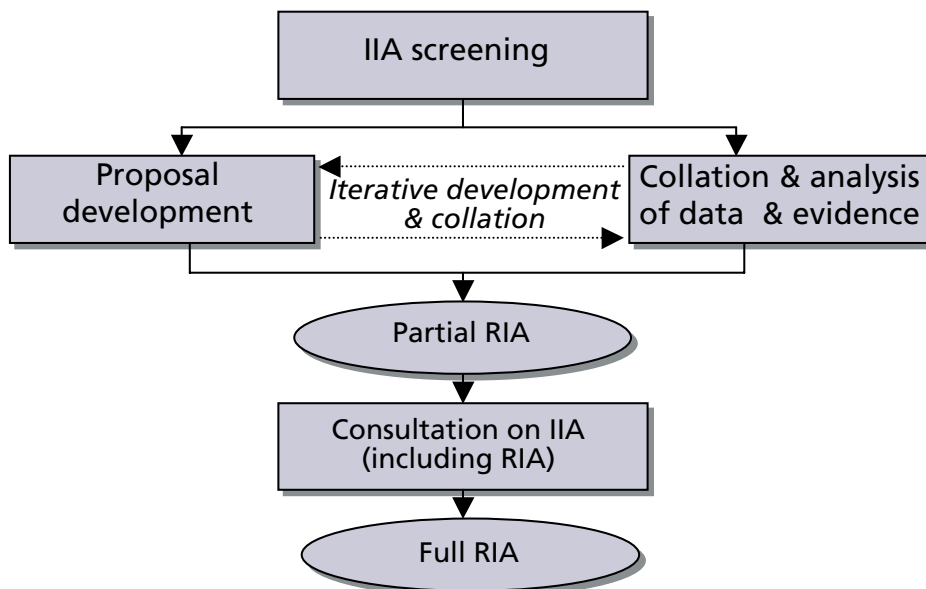 IIA screening
Proposal
development
Iterative development
& collation
Collation & analysis
of data & evidence
Partial RIA
Consultation on IIA
(including RIA)
Full RIA